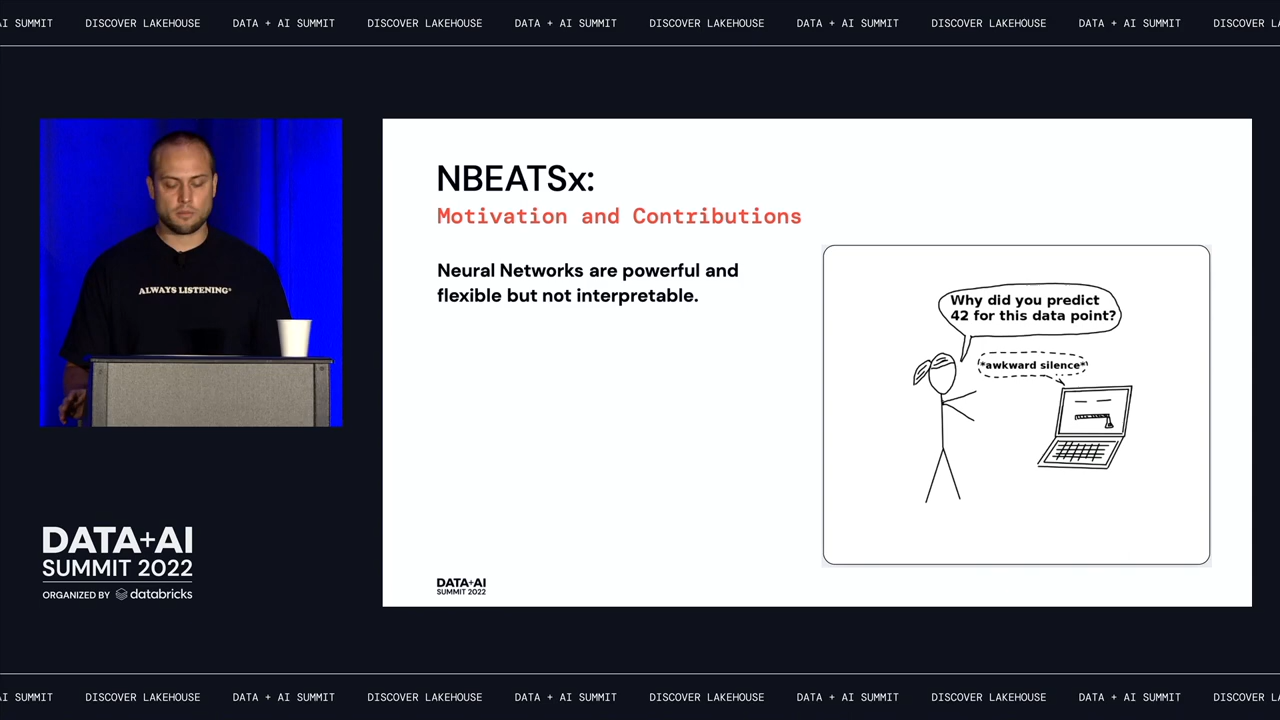 AI SUMMIT DISCOVER LAKEHOUSE DATA + AI SUMMIT DISCOVER LAKEHOUSE DATA + AI SUMMIT DISCOVER LAKEHOUSE DATA + AI SUMMIT DISCOVER LAKEHOUSE DATA + AI SUMMIT DISCOVER
ALWAYS LISTENING
NBEATSx:
Motivation and Contributions
Neural Networks are powerful and
flexible but not interpretable.
Why did you predict
42 for this data point?
*awkward silence*
DATA+AI
SUMMIT 2022
DATA+AI
SUMMIT 2022
ORGANIZED BY databricks
AI SUMMIT DISCOVER LAKEHOUSE DATA + AI SUMMIT DISCOVER LAKEHOUSE DATA + AI SUMMIT DISCOVER LAKEHOUSE DATA + AI SUMMIT DISCOVER LAKEHOUSE DATA + AI SUMMIT DISCOVER